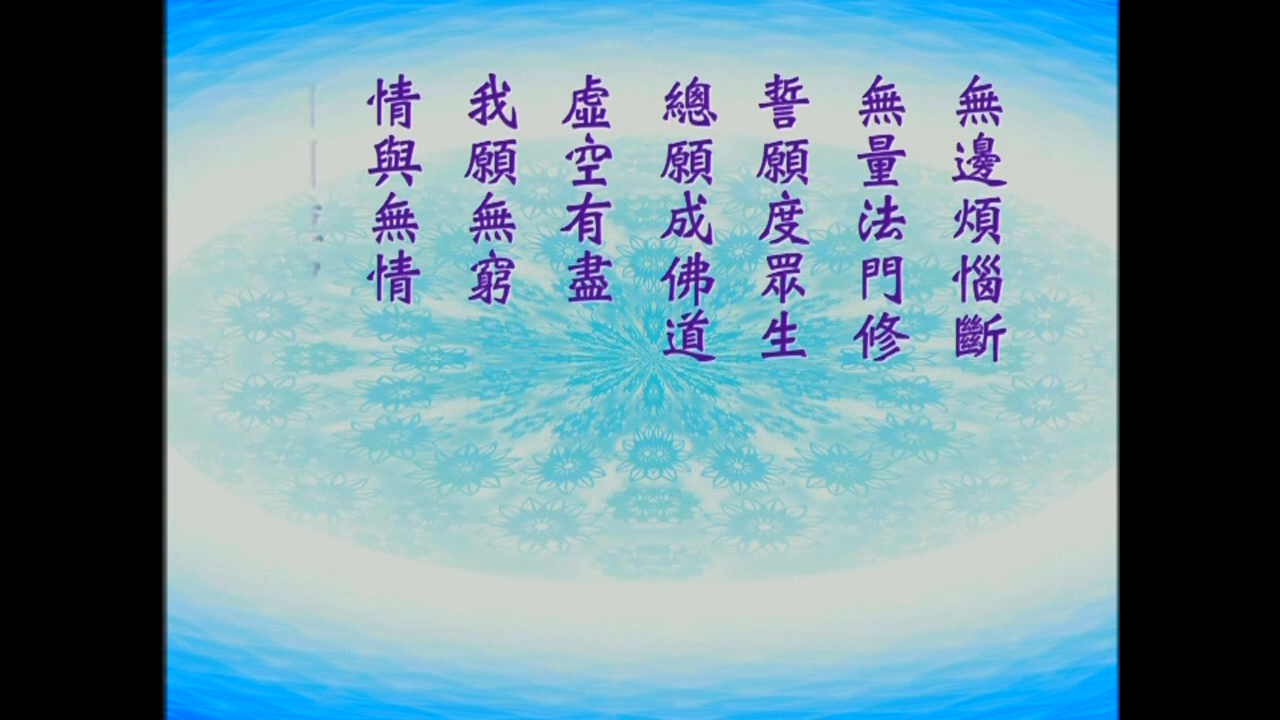 無邊煩惱斷
無量法門修
誓願度眾生
總願成佛道
虛空有盡
我願無窮
情與無情